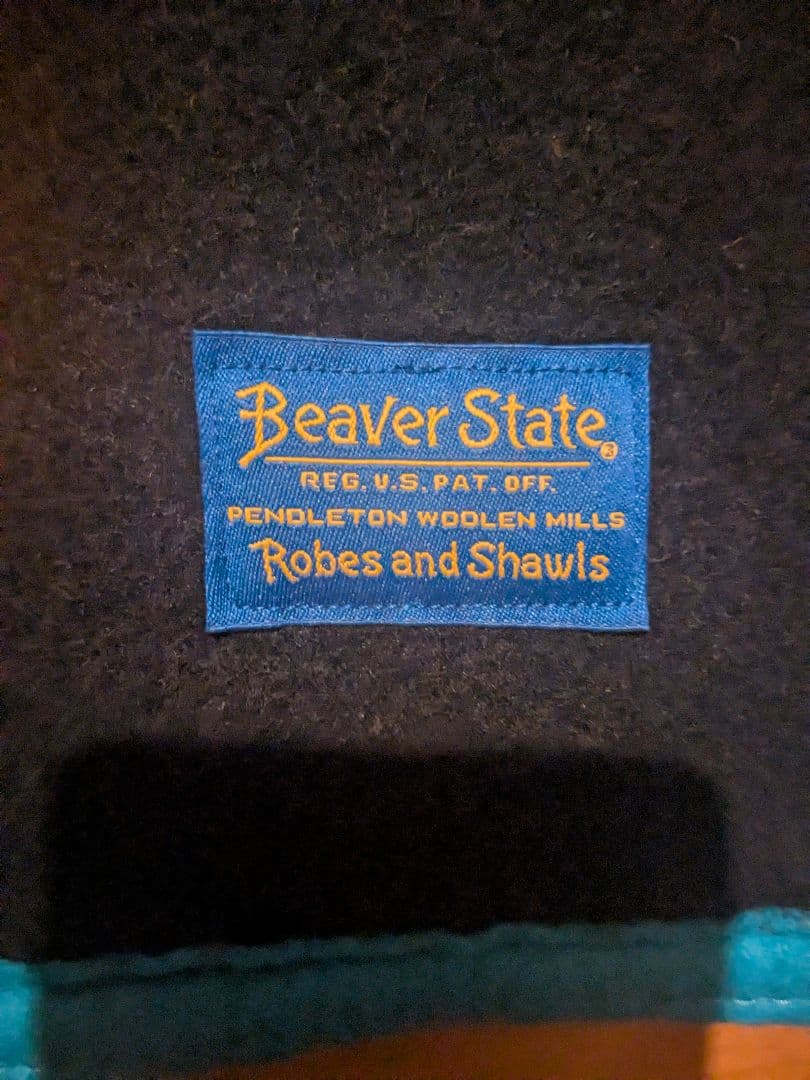 Beaver State®
REG. U.S. PAT. OFF.
PENDLETON WOOLEN MILLS
Robes and Shawls